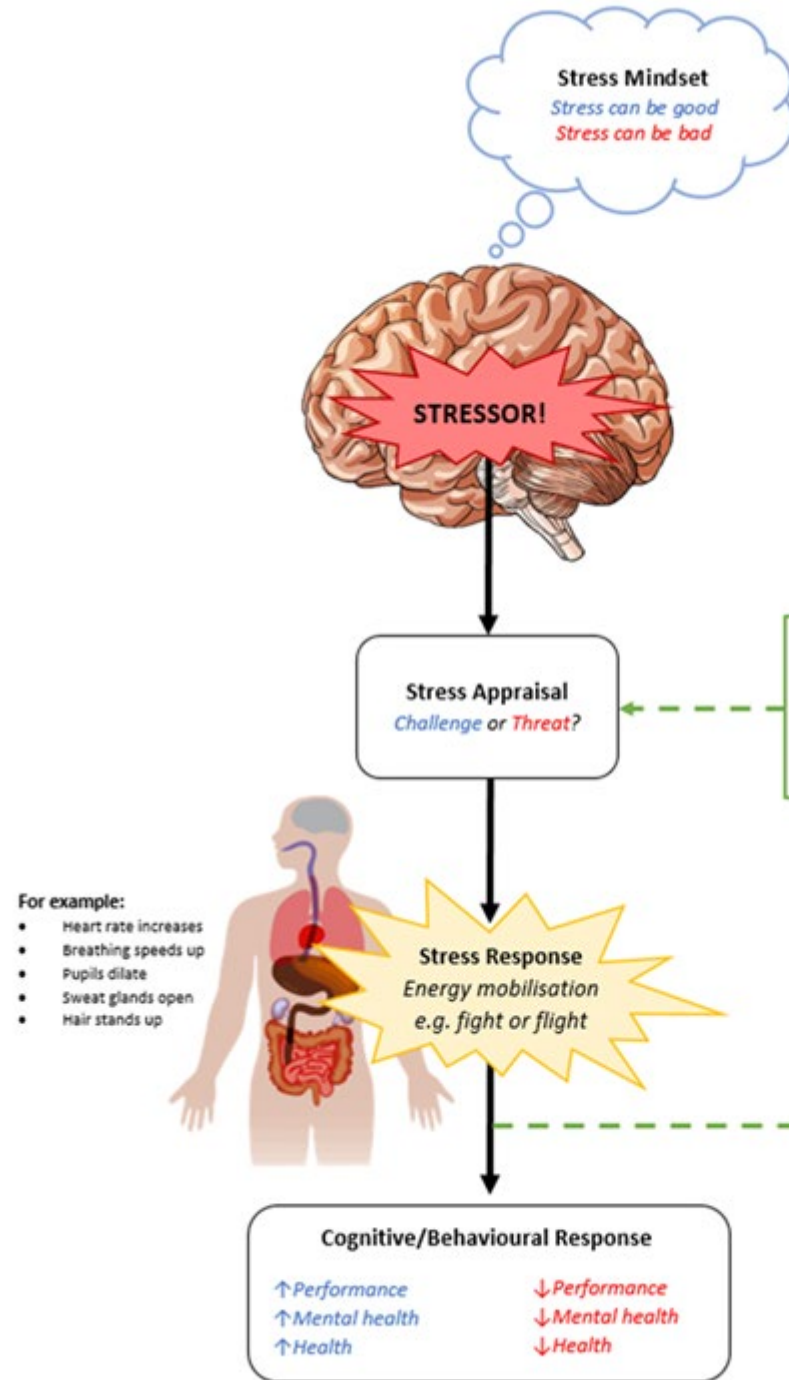 Stress Mindset
Stress can be good
Stress can be bad
STRESSOR!
Stress Appraisal
Challenge or Threat?
For example:
• Heart rate increases
• Breathing speeds up
• Pupils dilate
• Sweat glands open
• Hair stands up
Stress Response
Energy mobilisation
e.g. fight or flight
Cognitive/Behavioural Response
↑Performance ↓Performance
↑Mental health ↓Mental health
↑Health ↓Health